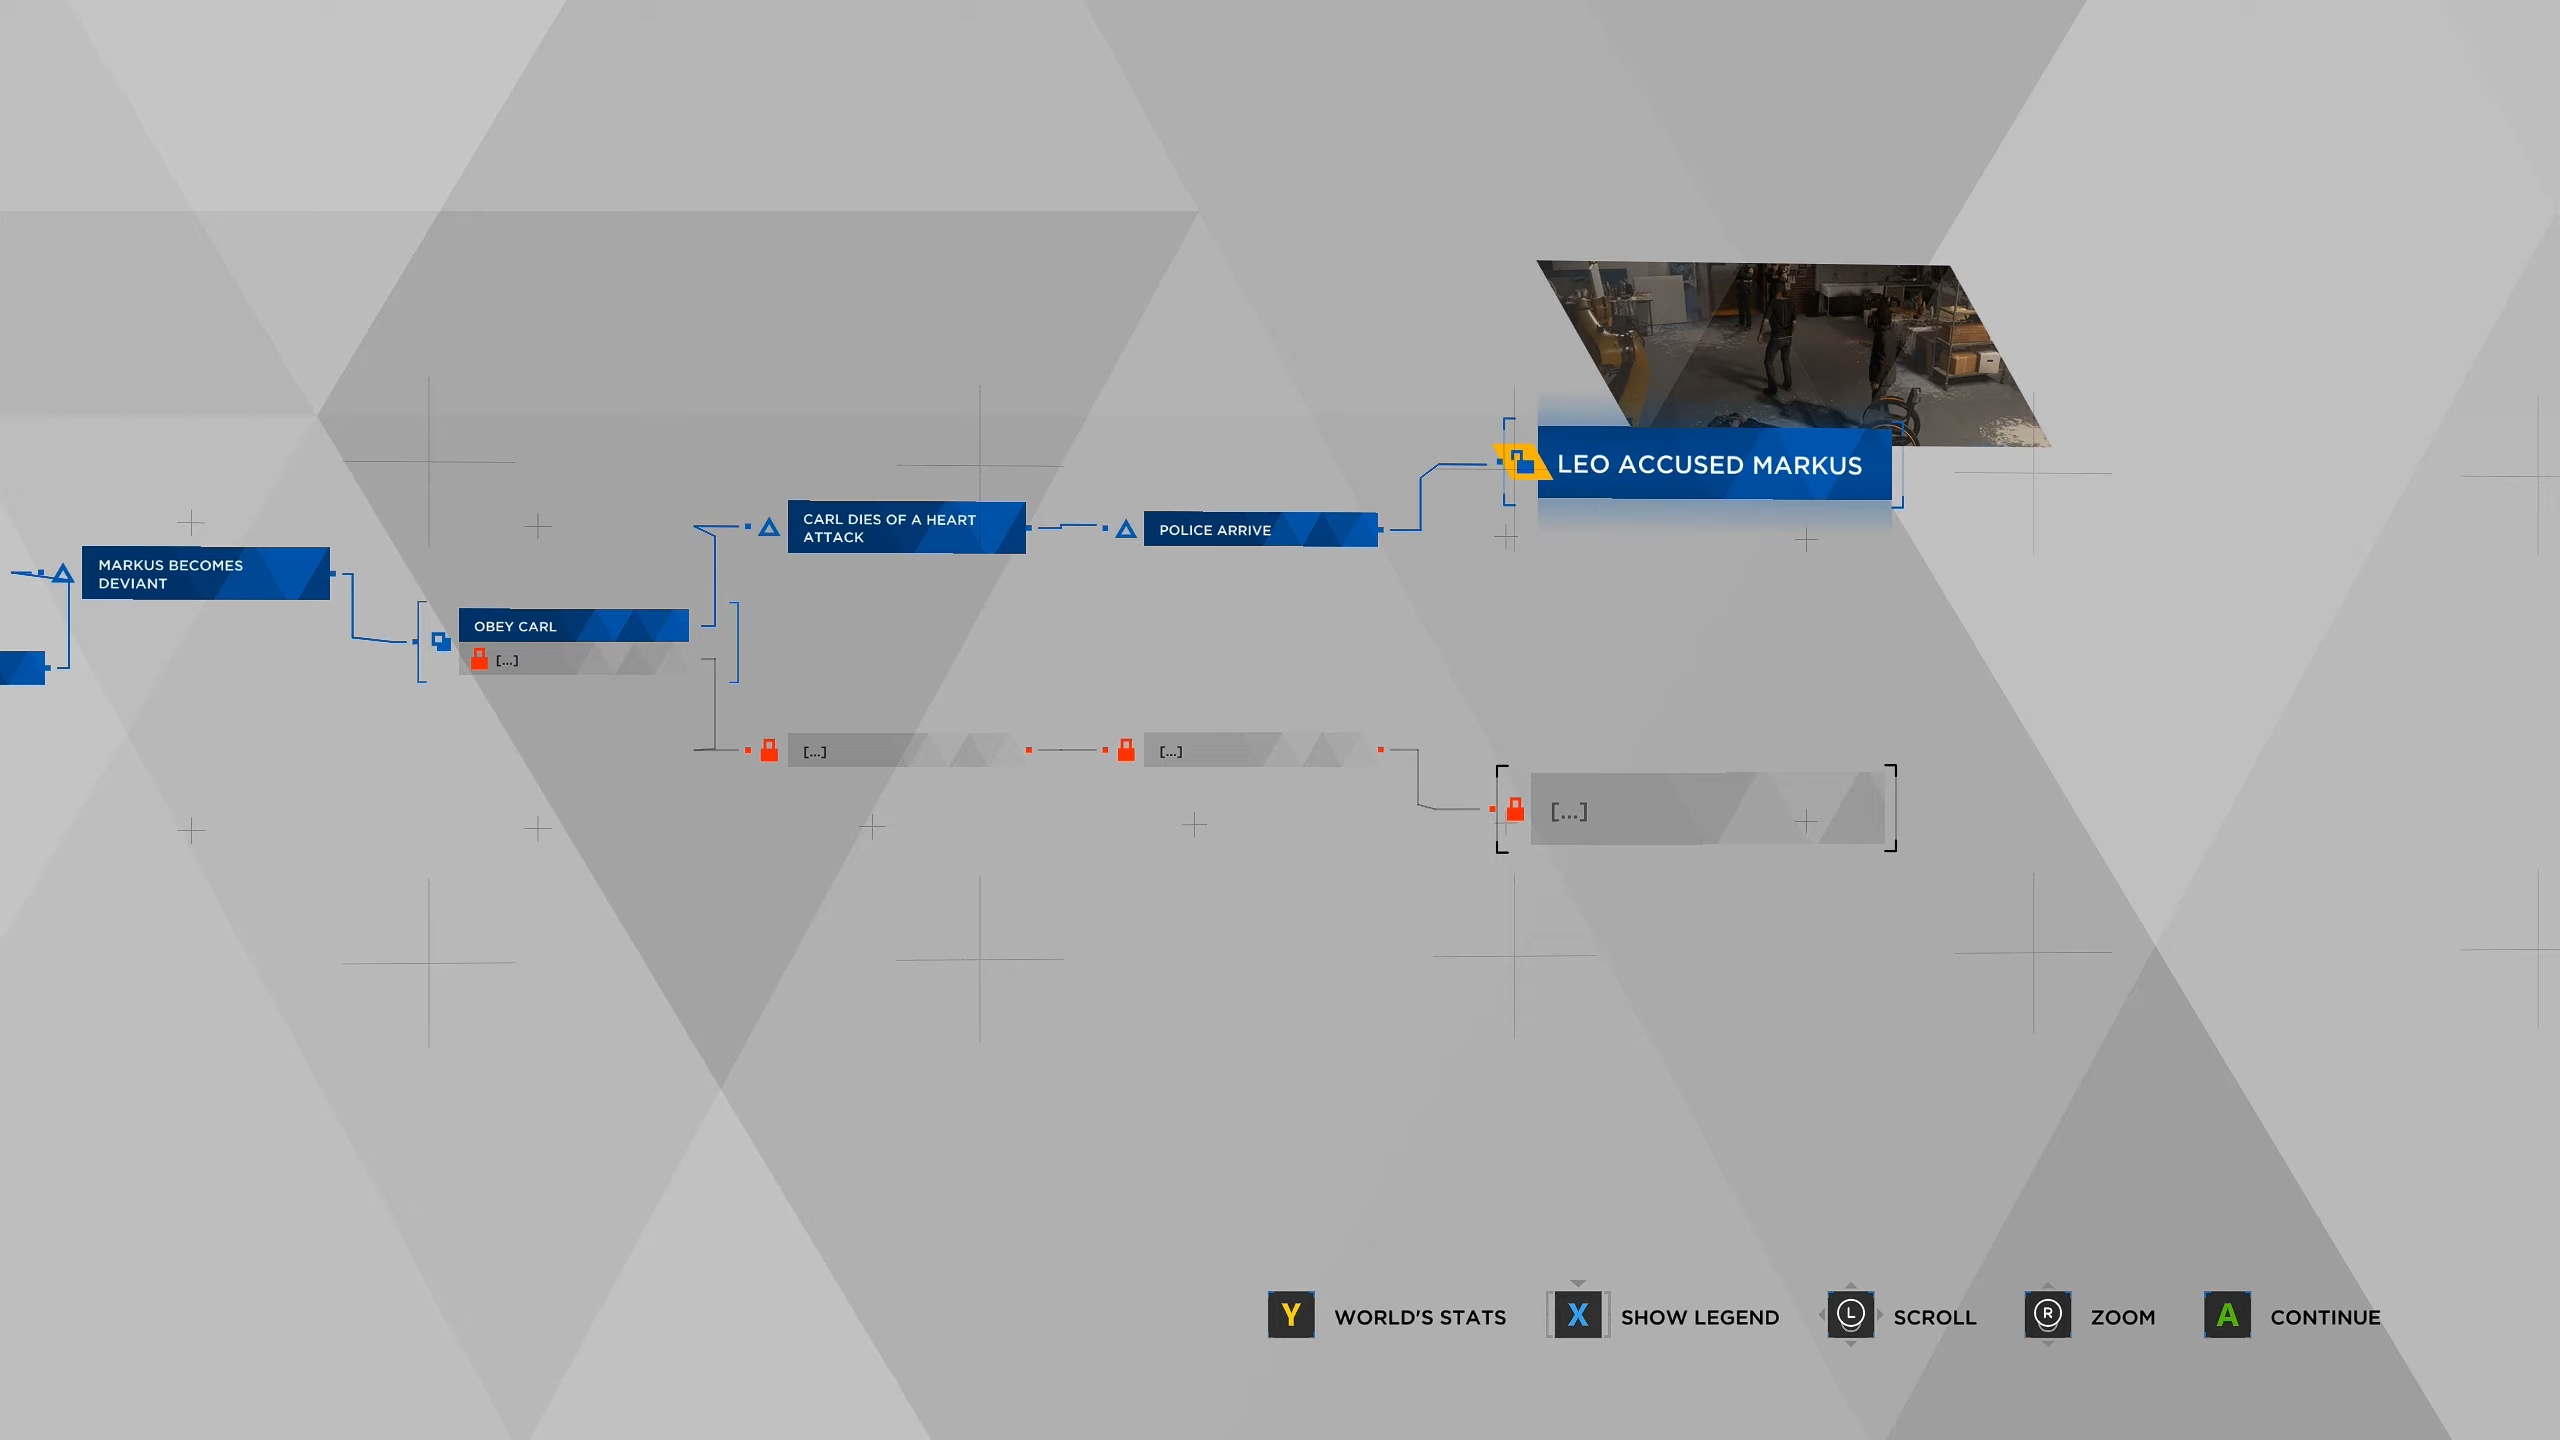 LEO ACCUSED MARKUS
CARL DIES OF A HEART
ATTACK
POLICE ARRIVE
MARKUS BECOMES
DEVIANT
OBEY CARL
[...]
[...]
[...]
[...]
Y WORLD'S STATS
X SHOW LEGEND
L SCROLL
R ZOOM
A CONTINUE